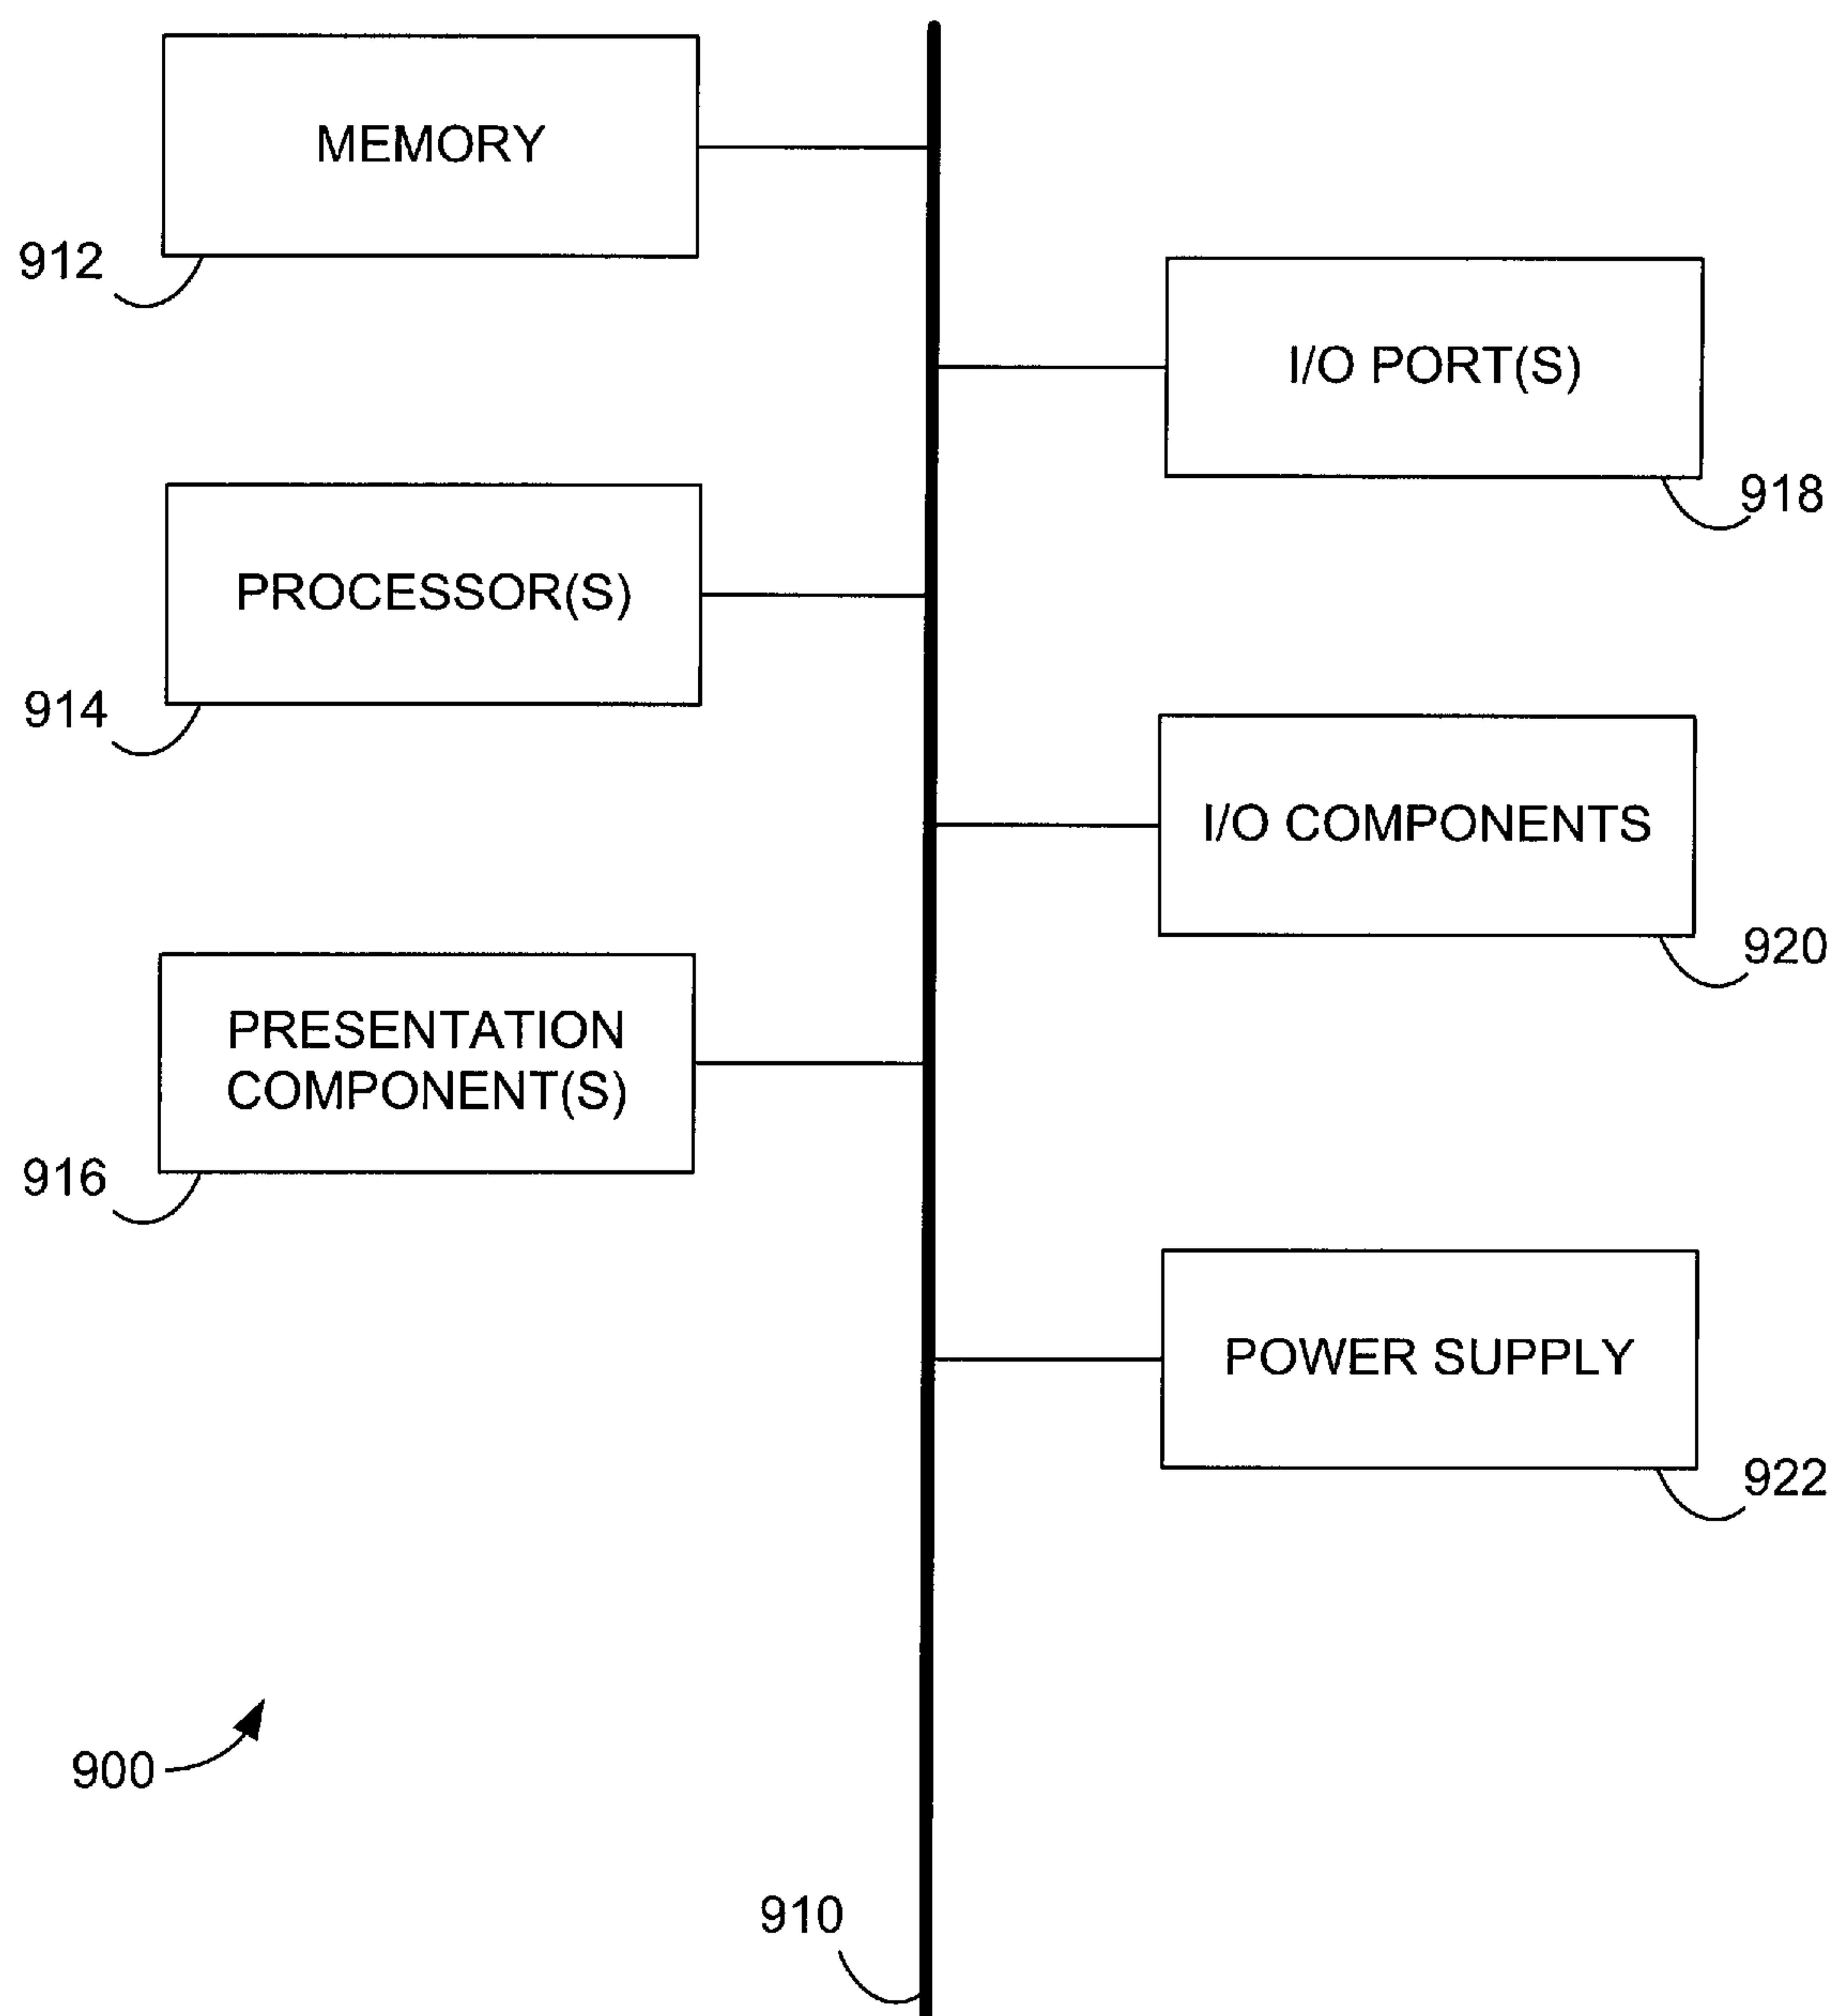 MEMORY
912
I/O PORT(S)
918
PROCESSOR(S)
914
I/O COMPONENTS
920
PRESENTATION
COMPONENT(S)
916
POWER SUPPLY
922
900
910